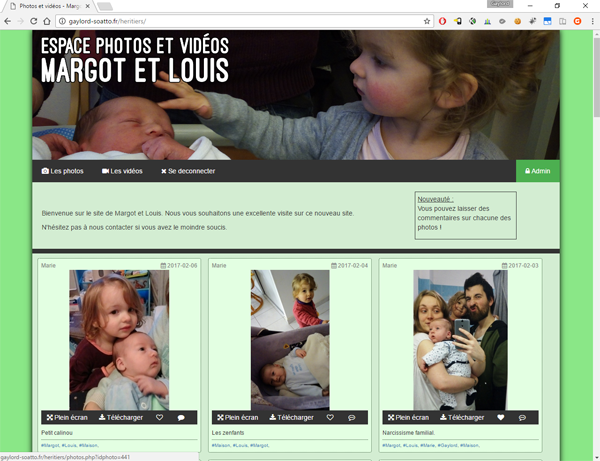 Gaylord
Photos et vidéos - Marg
gaylord-soatto.fr/heritiers/
ESPACE PHOTOS ET VIDÉOS
MARGOT ET LOUIS
Les photos Les vidéos Se deconnecter Admin
Nouveauté :
Vous pouvez laisser des
commentaires sur chacune des
photos !
Bienvenue sur le site de Margot et Louis. Nous vous souhaitons une excellente visite sur ce nouveau site.
N'hésitez pas à nous contacter si vous avez le moindre soucis.
Marie 2017-02-06
Marie 2017-02-04
Marie 2017-02-03
Plein écran Télécharger
Plein écran Télécharger
Plein écran Télécharger
Petit calinou
Les zenfants
Narcissisme familial.
#Margot, #Louis, #Maison,
#Margot, #Louis, #Maison,
#Margot, #Louis, #Marie, #Gaylord, #Maison,
gaylord-soatto.fr/heritiers/photos.php?idphoto=441